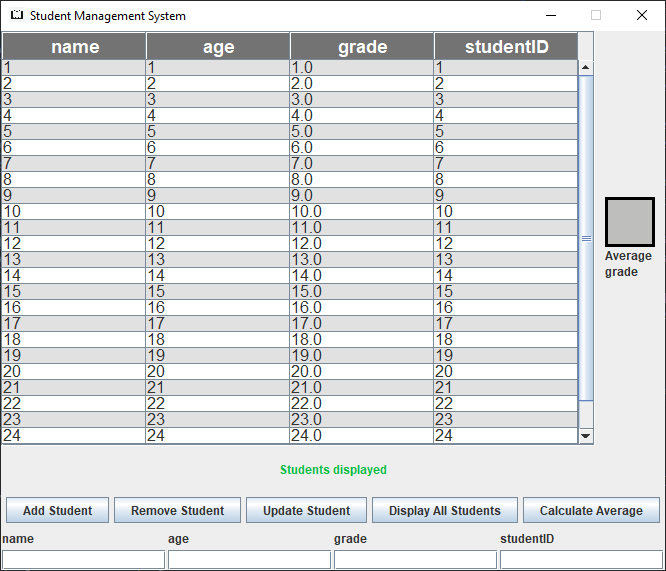 Student Management System
name age grade studentID
1 1 1.0 1
2 2 2.0 2
3 3 3.0 3
4 4 4.0 4
5 5 5.0 5
6 6 6.0 6
7 7 7.0 7
8 8 8.0 8
9 9 9.0 9
10 10 10.0 10
11 11 11.0 11
12 12 12.0 12
13 13 13.0 13
14 14 14.0 14
15 15 15.0 15
16 16 16.0 16
17 17 17.0 17
18 18 18.0 18
19 19 19.0 19
20 20 20.0 20
21 21 21.0 21
22 22 22.0 22
23 23 23.0 23
24 24 24.0 24
Average
grade
Students displayed
Add Student Remove Student Update Student Display All Students Calculate Average
name age grade studentID